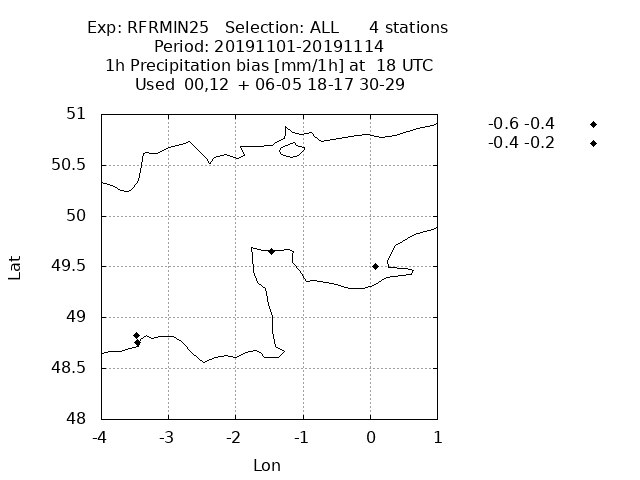 Exp: RFRMIN25   Selection: ALL      4 stations
Period: 20191101-20191114
1h Precipitation bias [mm/1h] at  18 UTC
Used  00,12  + 06-05 18-17 30-29
-0.6 -0.4
-0.4 -0.2
51
50.5
50
49.5
49
48.5
48
Lat
-4 -3 -2 -1 0 1
Lon